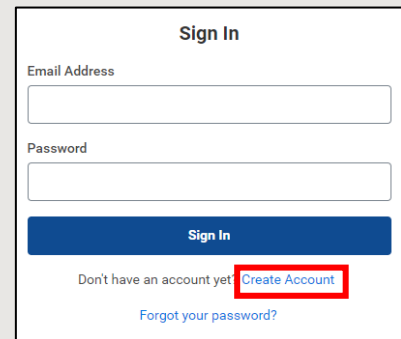 Sign In
Email Address
Password
Sign In
Don't have an account yet? Create Account
Forgot your password?